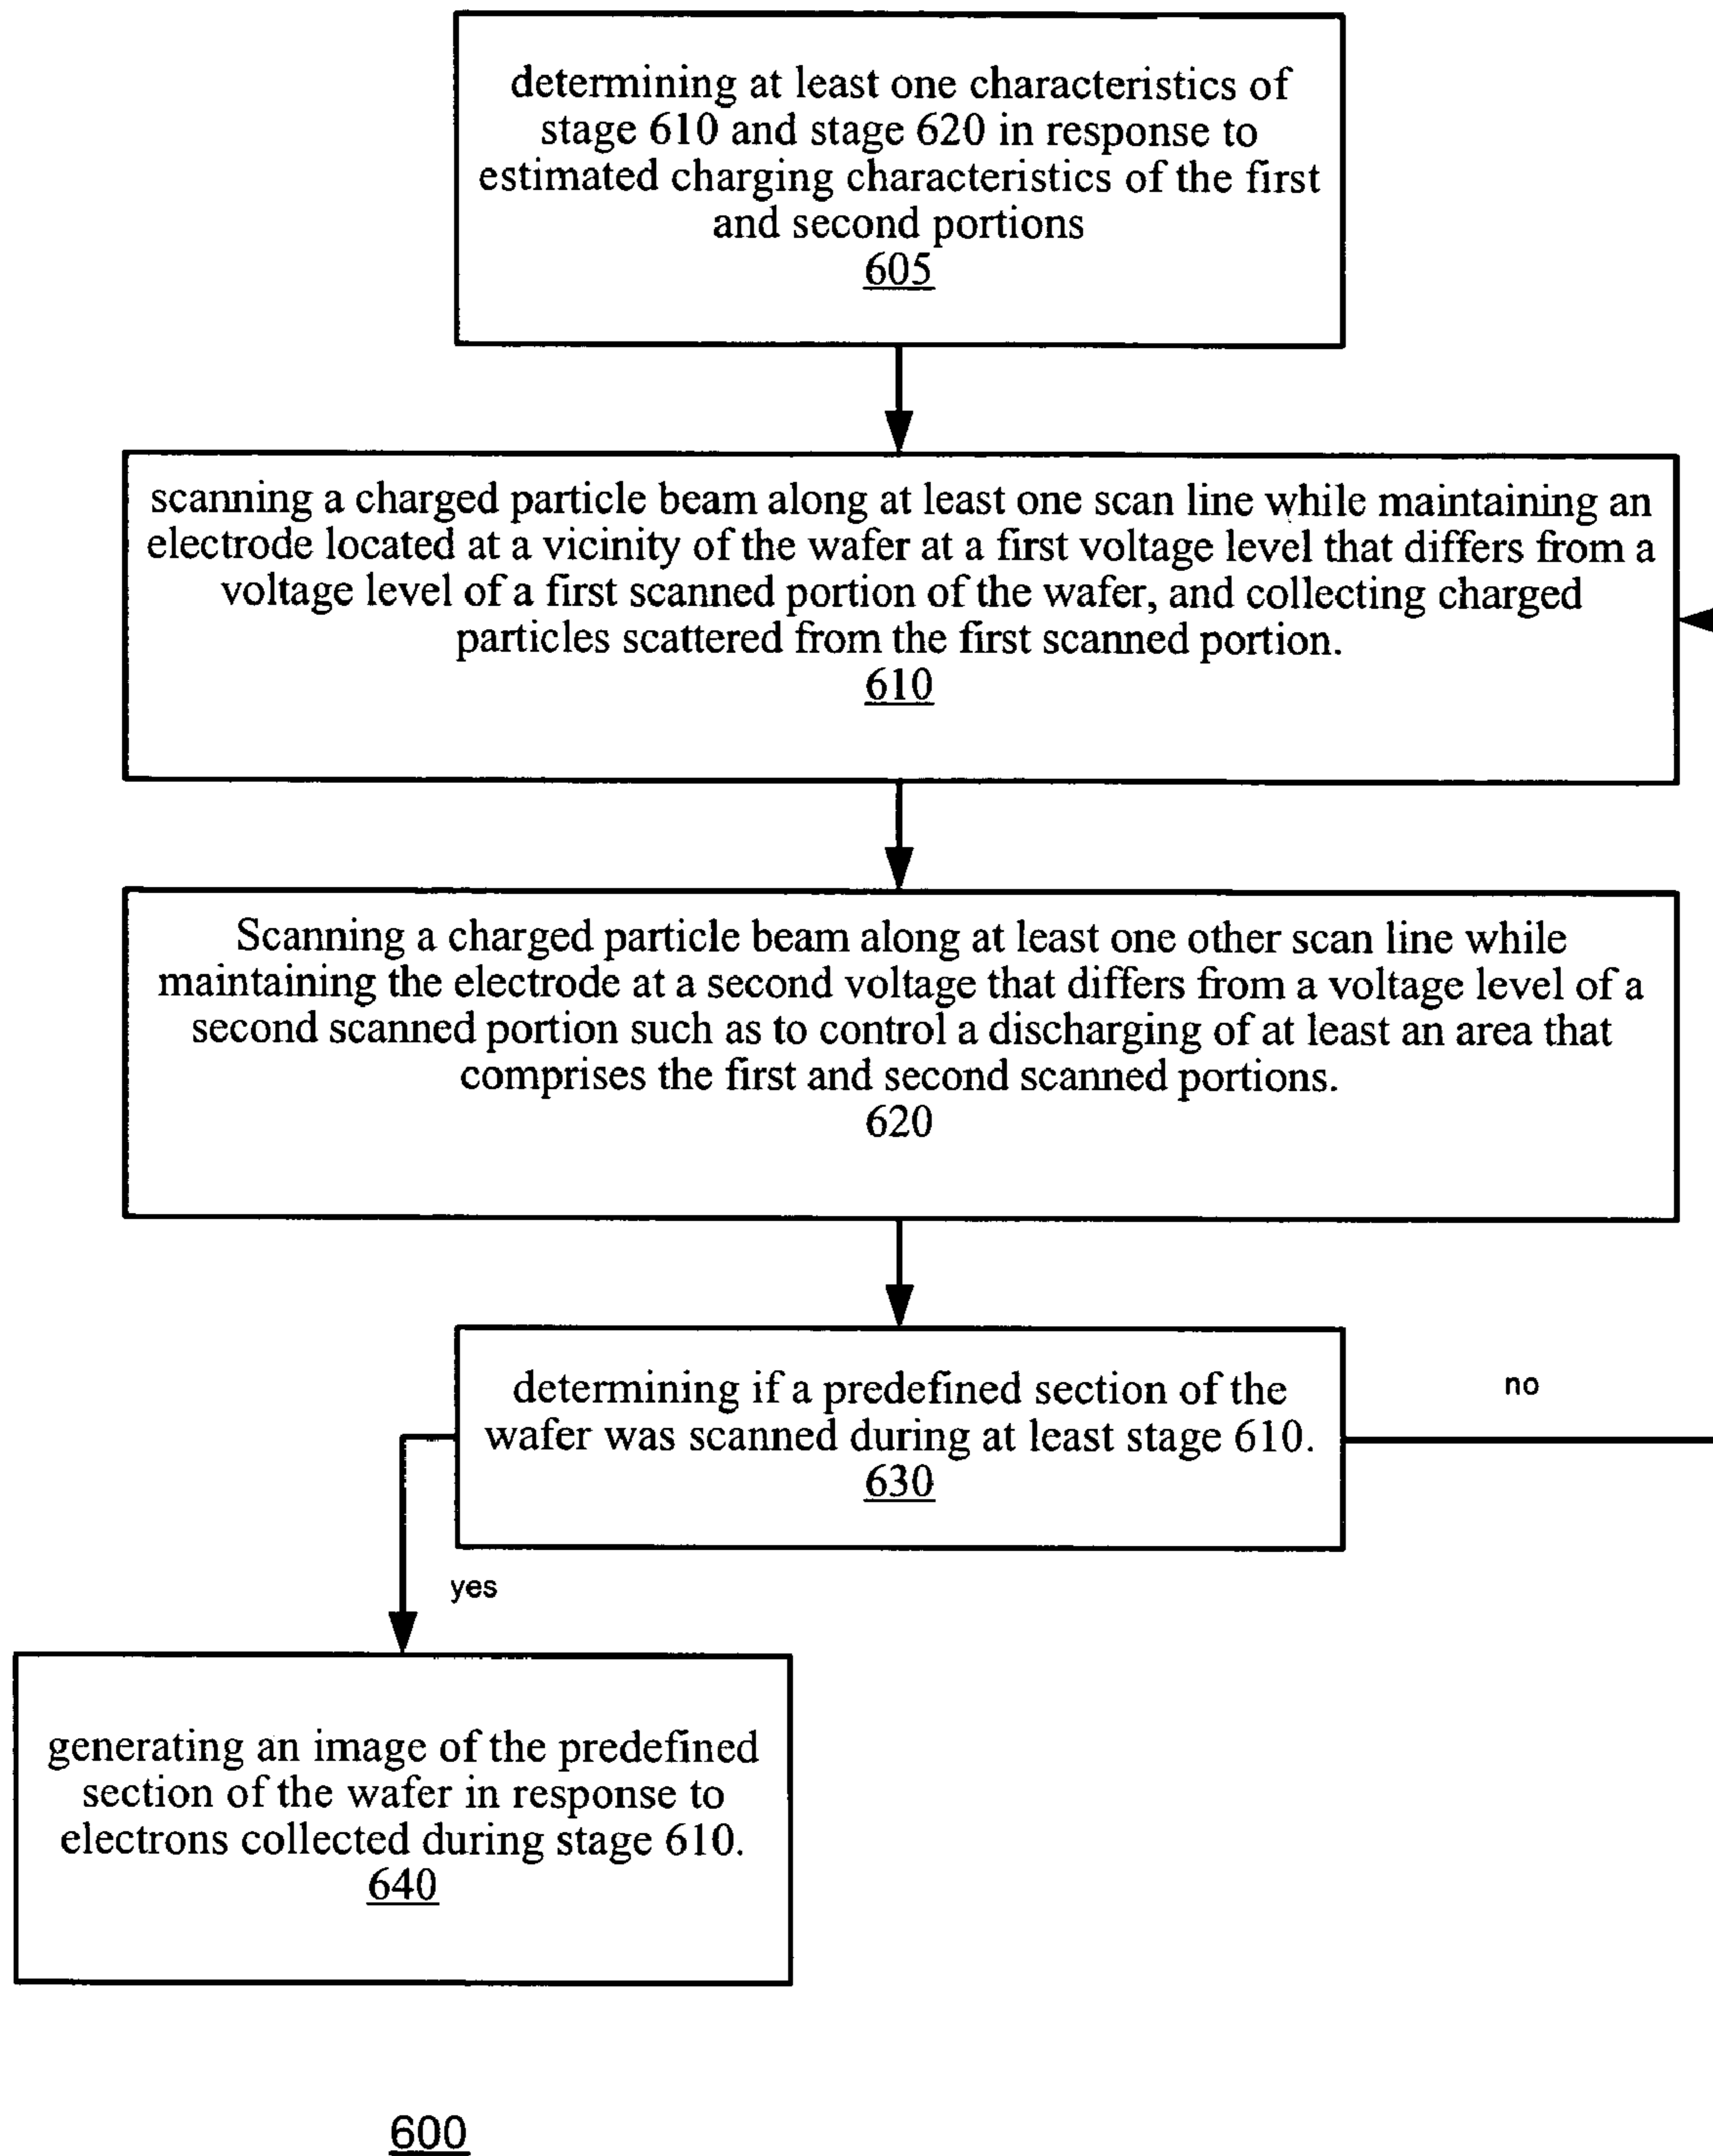 determining at least one characteristics of
stage 610 and stage 620 in response to
estimated charging characteristics of the first
and second portions
605
scanning a charged particle beam along at least one scan line while maintaining an
electrode located at a vicinity of the wafer at a first voltage level that differs from a
voltage level of a first scanned portion of the wafer, and collecting charged
particles scattered from the first scanned portion.
610
Scanning a charged particle beam along at least one other scan line while
maintaining the electrode at a second voltage that differs from a voltage level of a
second scanned portion such as to control a discharging of at least an area that
comprises the first and second scanned portions.
620
determining if a predefined section of the
wafer was scanned during at least stage 610.
630
no
yes
generating an image of the predefined
section of the wafer in response to
electrons collected during stage 610.
640
600